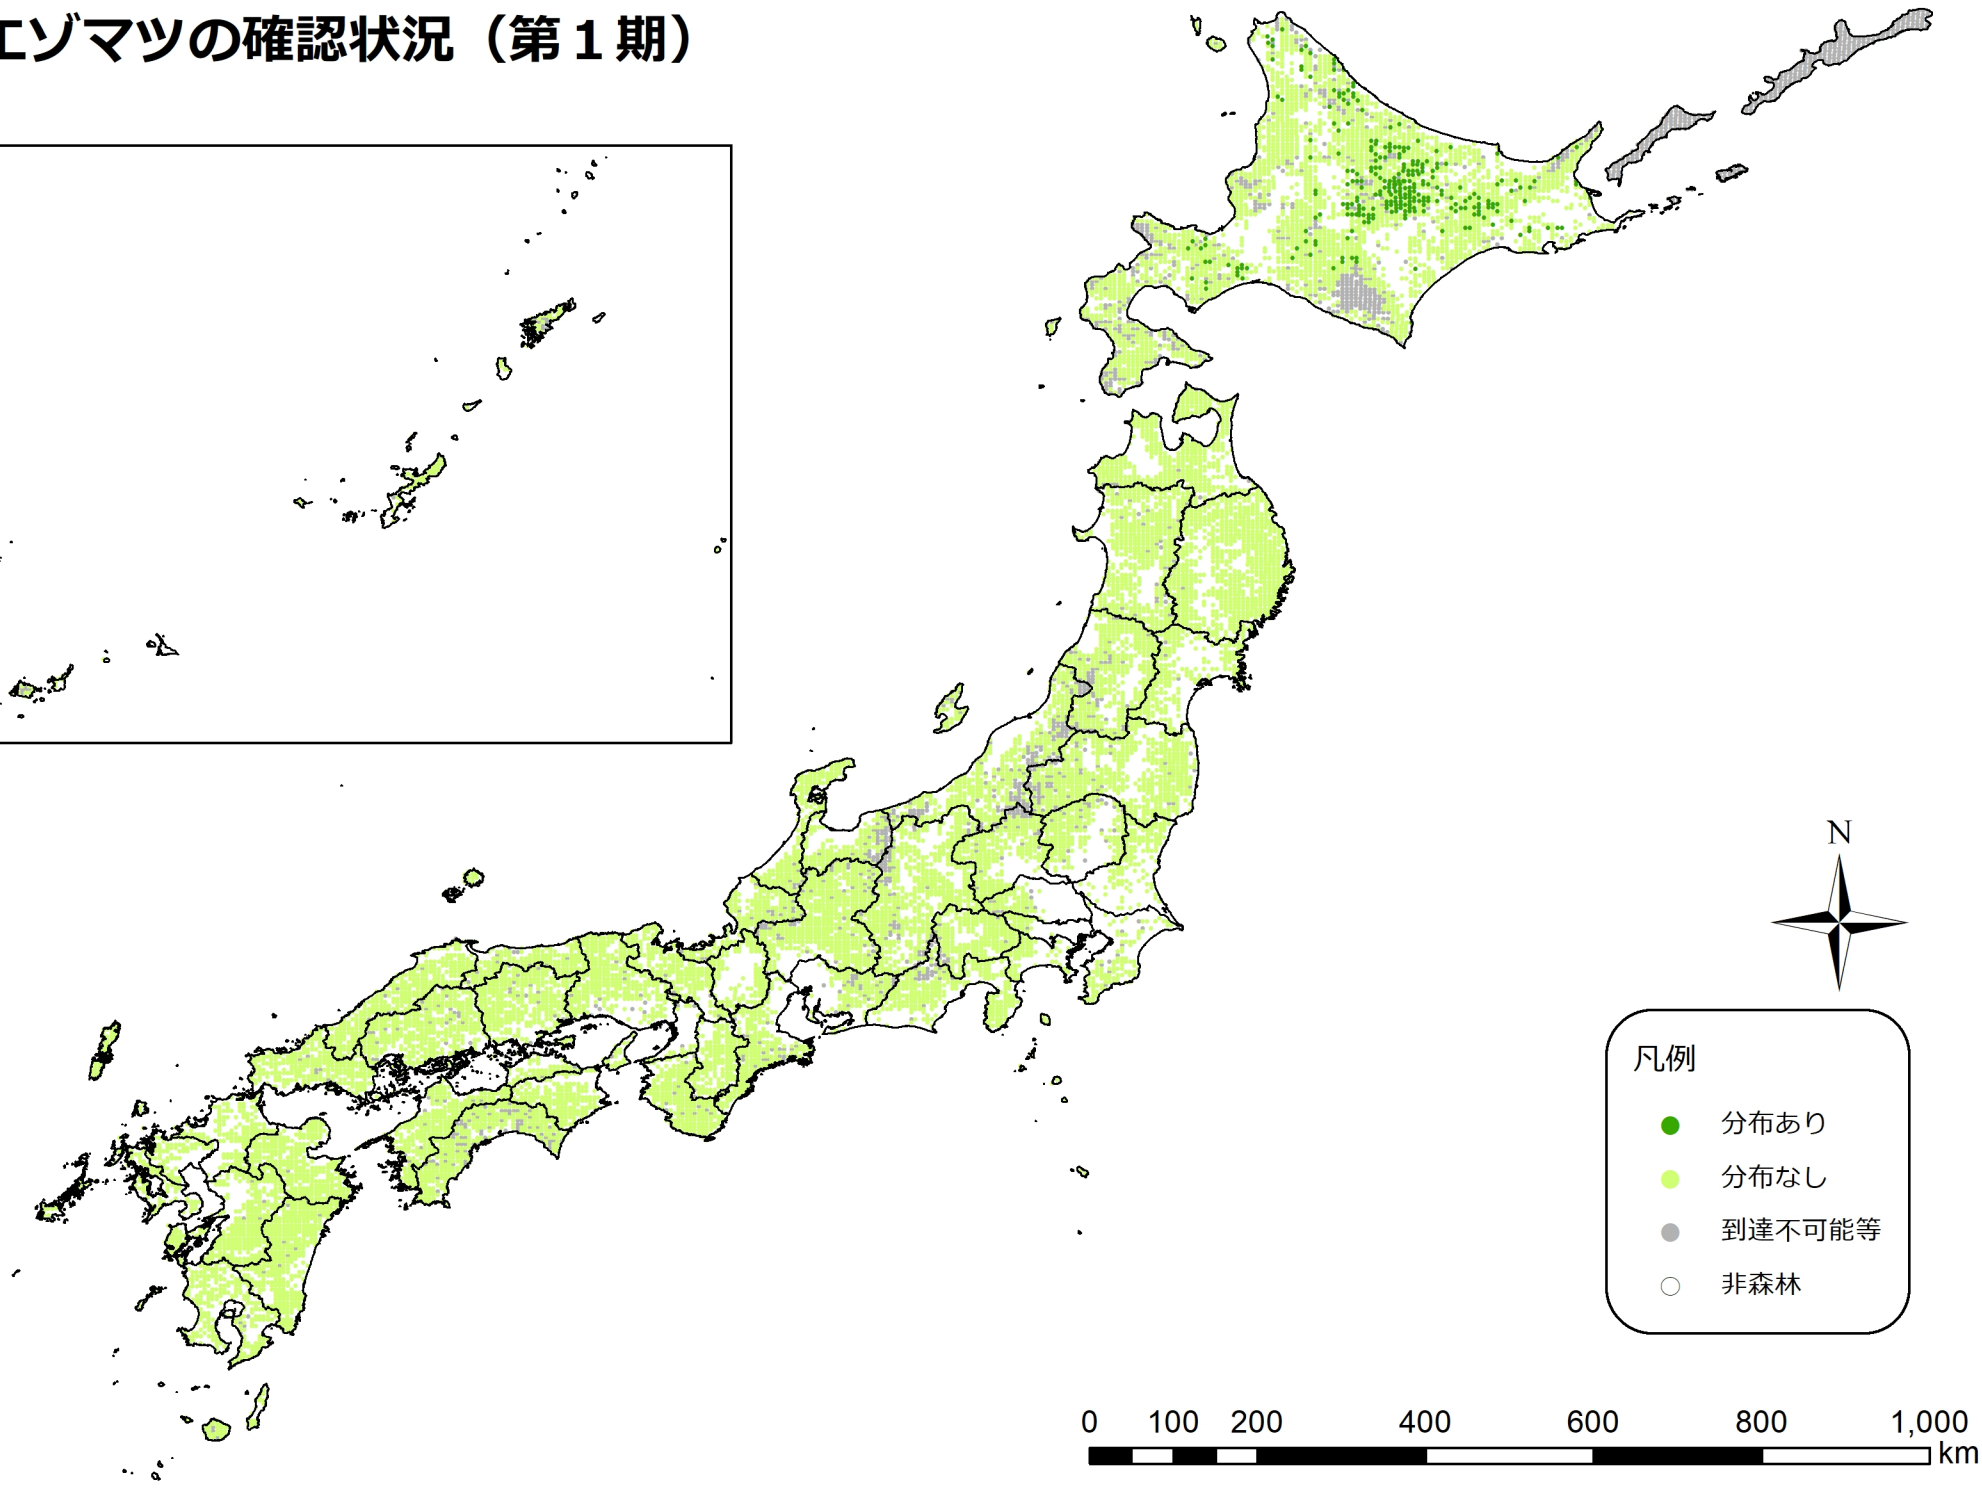 エゾマツの確認状況（第１期）
N
凡例
分布あり
分布なし
到達不可能等
非森林
0 100 200 400 600 800 1,000
km